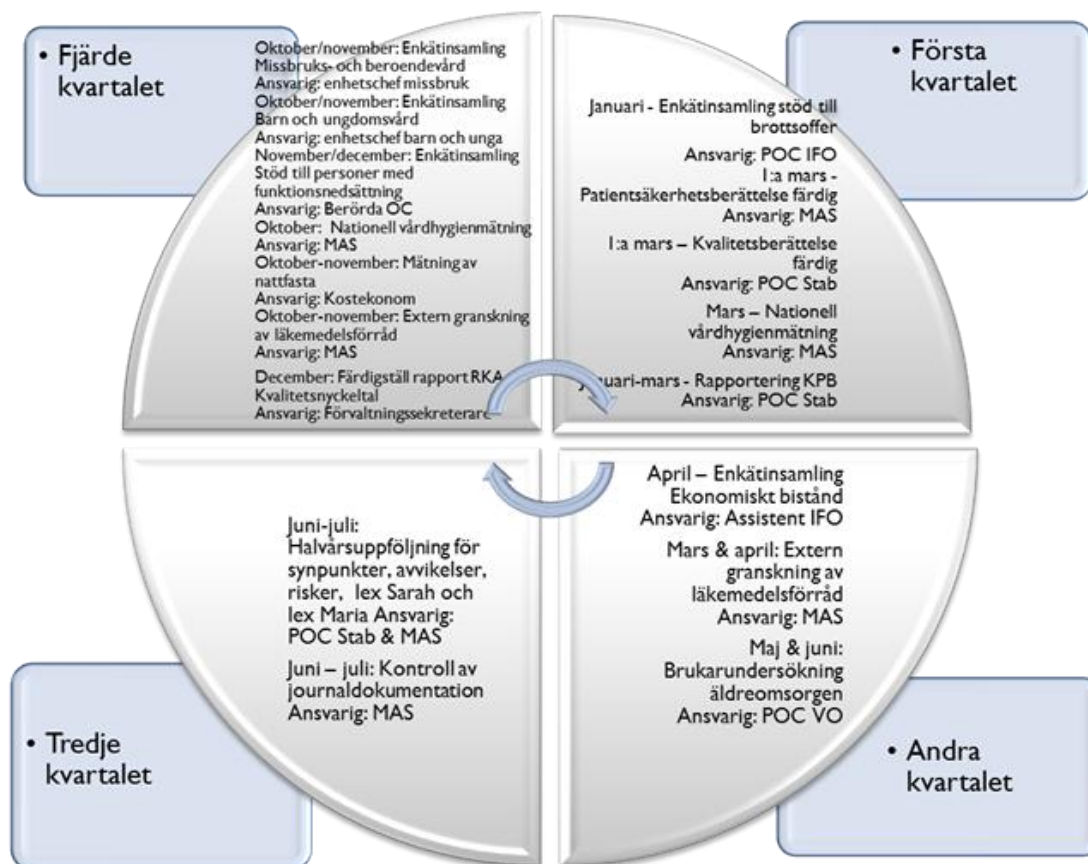 • Fjärde
kvartalet
Oktober/november: Enkätinsamling
Missbruks- och beroendevård
Ansvarig: enhetschef missbruk
Oktober/november: Enkätinsamling
Barn och ungdomsvård
Ansvarig: enhetschef barn och unga
November/december: Enkätinsamling
Stöd till personer med
funktionsnedsättning
Ansvarig: Berörda OC
Oktober: Nationell vårdhygienmätning
Ansvarig: MAS
Oktober-november: Mätning av
nattfasta
Ansvarig: Kostekonom
Oktober-november: Extern granskning
av läkemedelsförråd
Ansvarig: MAS
December: Färdigställ rapport RKA
Kvalitetsnyckeltal
Ansvarig: Förvaltningssekreterare
• Första
kvartalet
Januari - Enkätinsamling stöd till
brottsoffer
Ansvarig: POC IFO
1:a mars -
Patientsäkerhetsberättelse färdig
Ansvarig: MAS
1:a mars – Kvalitetsberättelse
färdig
Ansvarig: POC Stab
Mars – Nationell
vårdhygienmätning
Ansvarig: MAS
Januari-mars - Rapportering KPB
Ansvarig: POC Stab
Juni-juli:
Halvårsuppföljning för
synpunkter, avvikelser,
risker, lex Sarah och
lex Maria Ansvarig:
POC Stab & MAS
Juni – juli: Kontroll av
journaldokumentation
Ansvarig: MAS
• Tredje
kvartalet
April – Enkätinsamling
Ekonomiskt bistånd
Ansvarig: Assistent IFO
Mars & april: Extern
granskning av
läkemedelsförråd
Ansvarig: MAS
Maj & juni:
Brukarundersökning
äldreomsorgen
Ansvarig: POC VO
• Andra
kvartalet